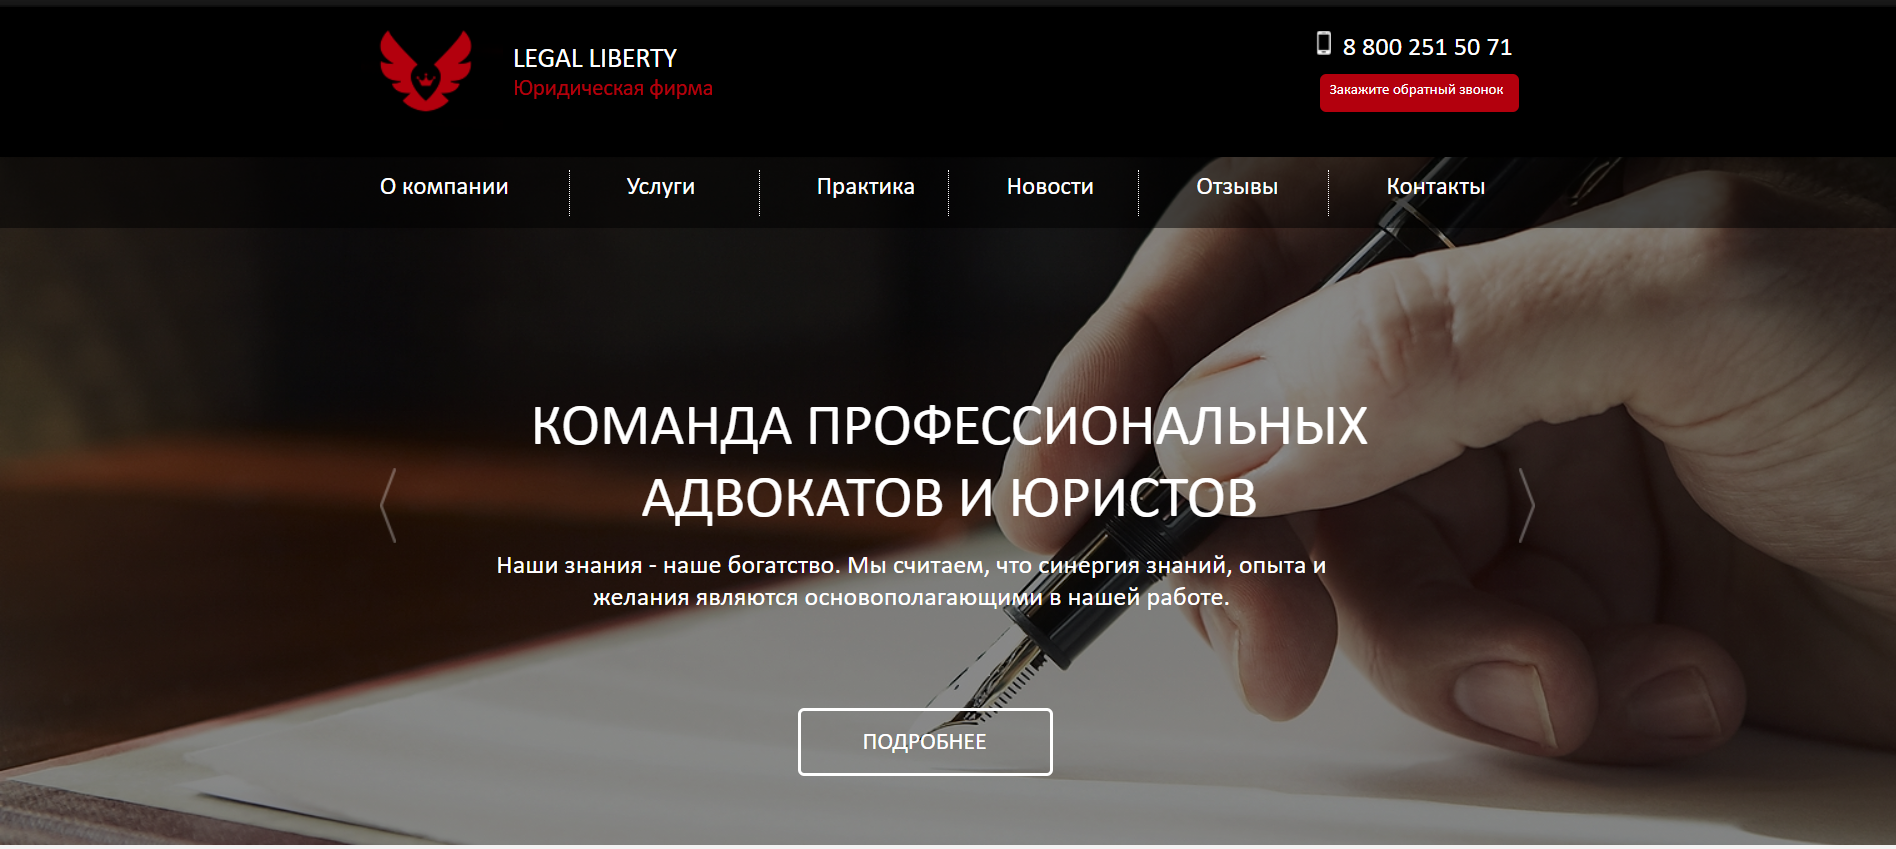 LEGAL LIBERTY
Юридическая фирма
8 800 251 50 71
Закажите обратный звонок
О компании
Услуги
Практика
Новости
Отзывы
Контакты
КОМАНДА ПРОФЕССИОНАЛЬНЫХ
АДВОКАТОВ И ЮРИСТОВ
Наши знания - наше богатство. Мы считаем, что синергия знаний, опыта и
желания являются основополагающими в нашей работе.
ПОДРОБНЕЕ